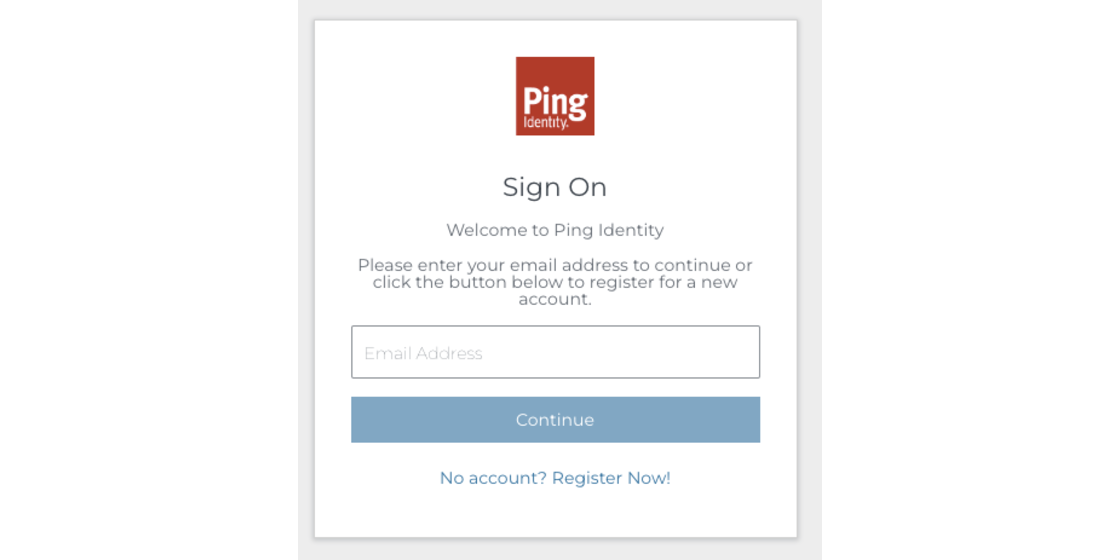 Ping
Identity.
Sign On
Welcome to Ping Identity
Please enter your email address to continue or
click the button below to register for a new
account.
Email Address
Continue
No account? Register Now!